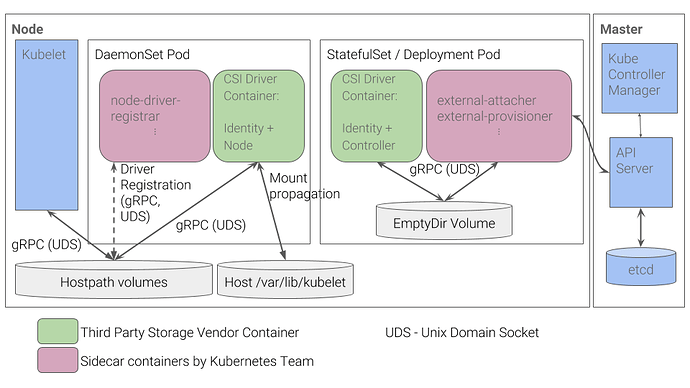 Node
Master
Kubelet
DaemonSet Pod
StatefulSet / Deployment Pod
Kube
Controller
Manager
node-driver-
registrar
⋮
CSI Driver
Container:
Identity +
Node
CSI Driver
Container:
Identity +
Controller
external-attacher
external-provisioner
⋮
API
Server
Driver
Registration
(gRPC,
UDS)
Mount
propagation
gRPC (UDS)
gRPC (UDS)
gRPC (UDS)
EmptyDir Volume
Hostpath volumes
Host /var/lib/kubelet
etcd
Third Party Storage Vendor Container
UDS - Unix Domain Socket
Sidecar containers by Kubernetes Team